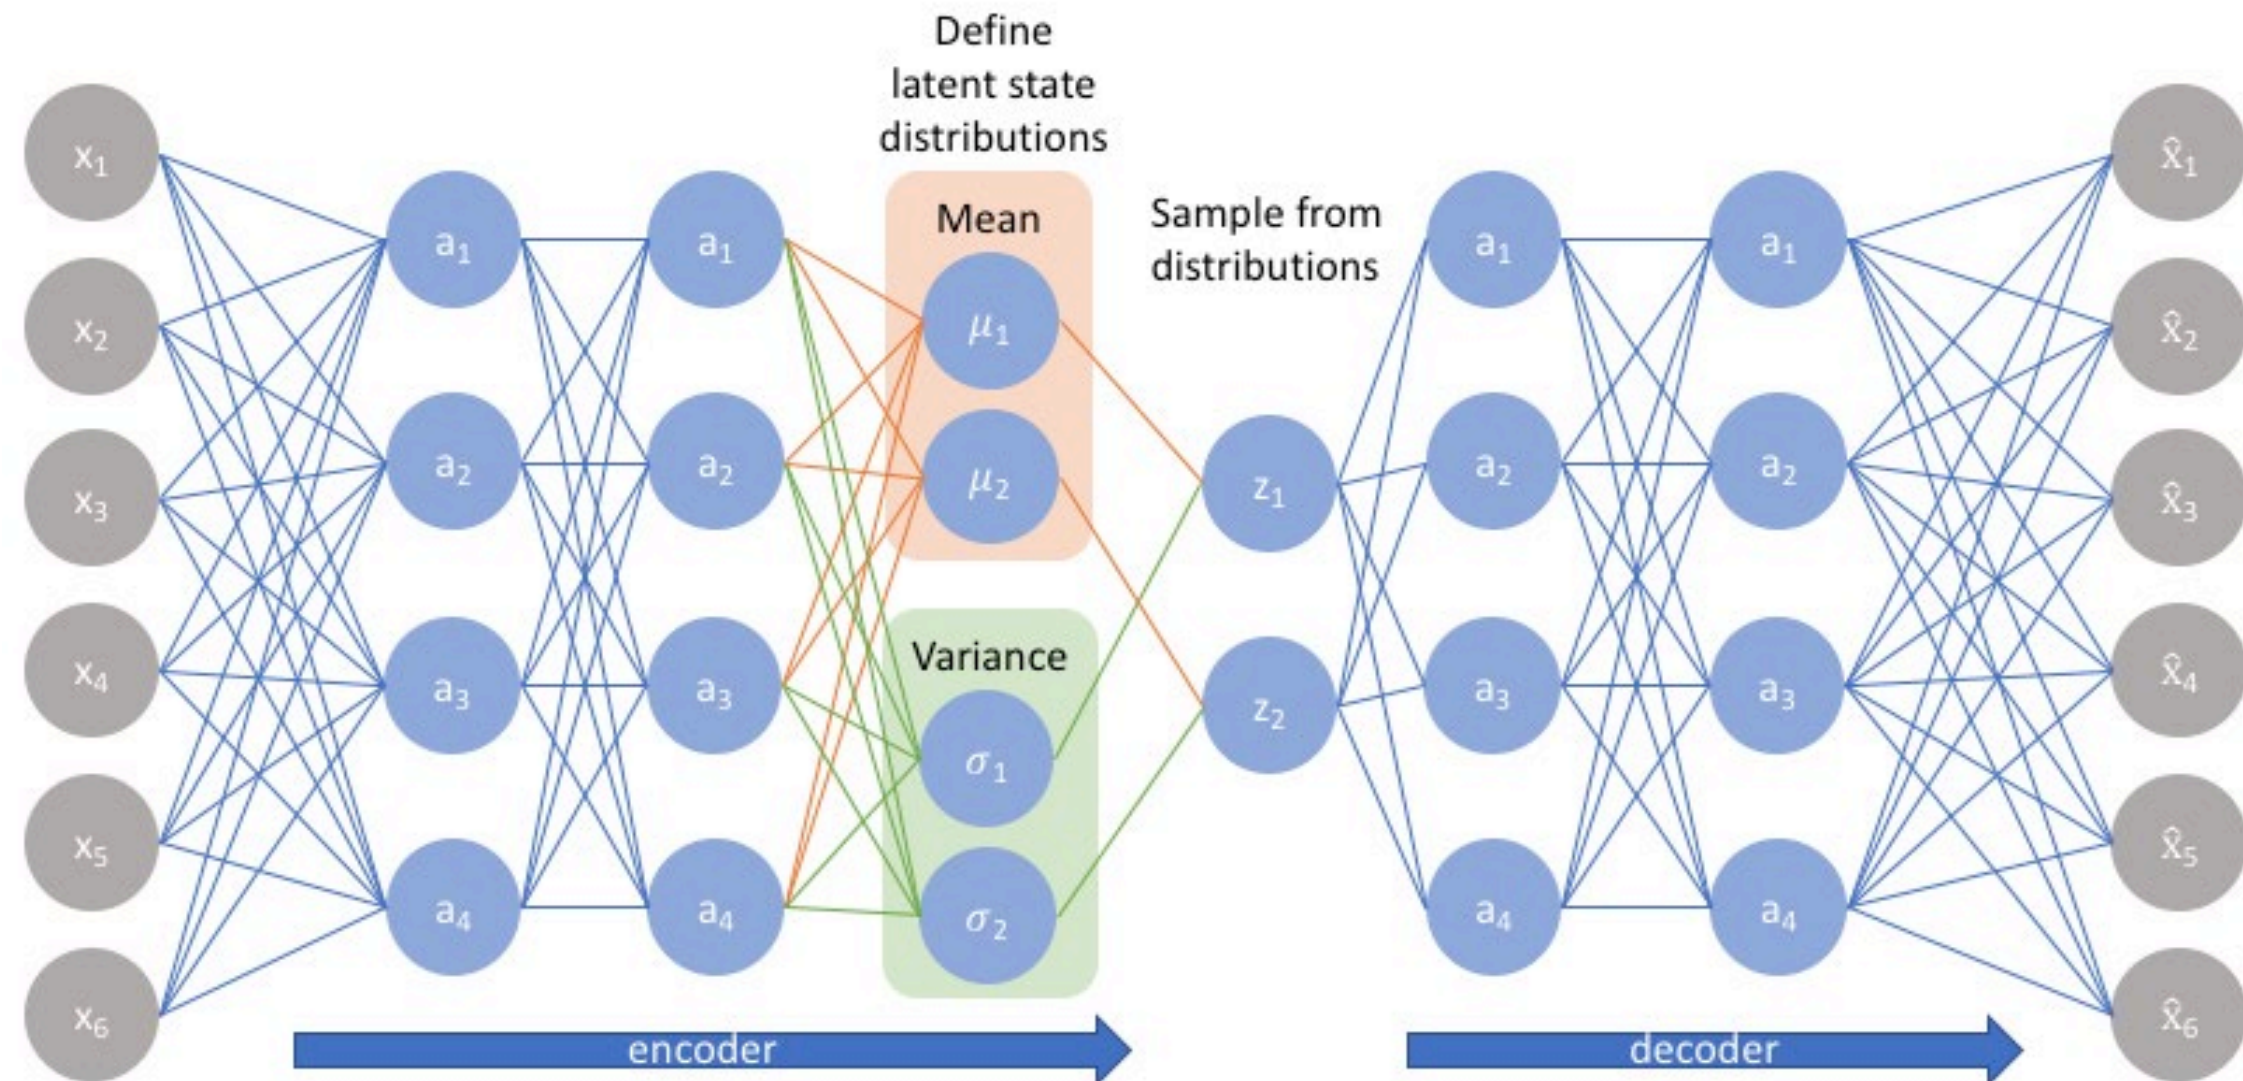 Define
latent state
distributions
x₁
x₂
x₃
x₄
x₅
x₆
a₁
a₂
a₃
a₄
a₁
a₂
a₃
a₄
Mean
μ₁
μ₂
Variance
σ₁
σ₂
Sample from
distributions
z₁
z₂
a₁
a₂
a₃
a₄
a₁
a₂
a₃
a₄
x̂₁
x̂₂
x̂₃
x̂₄
x̂₅
x̂₆
encoder
decoder